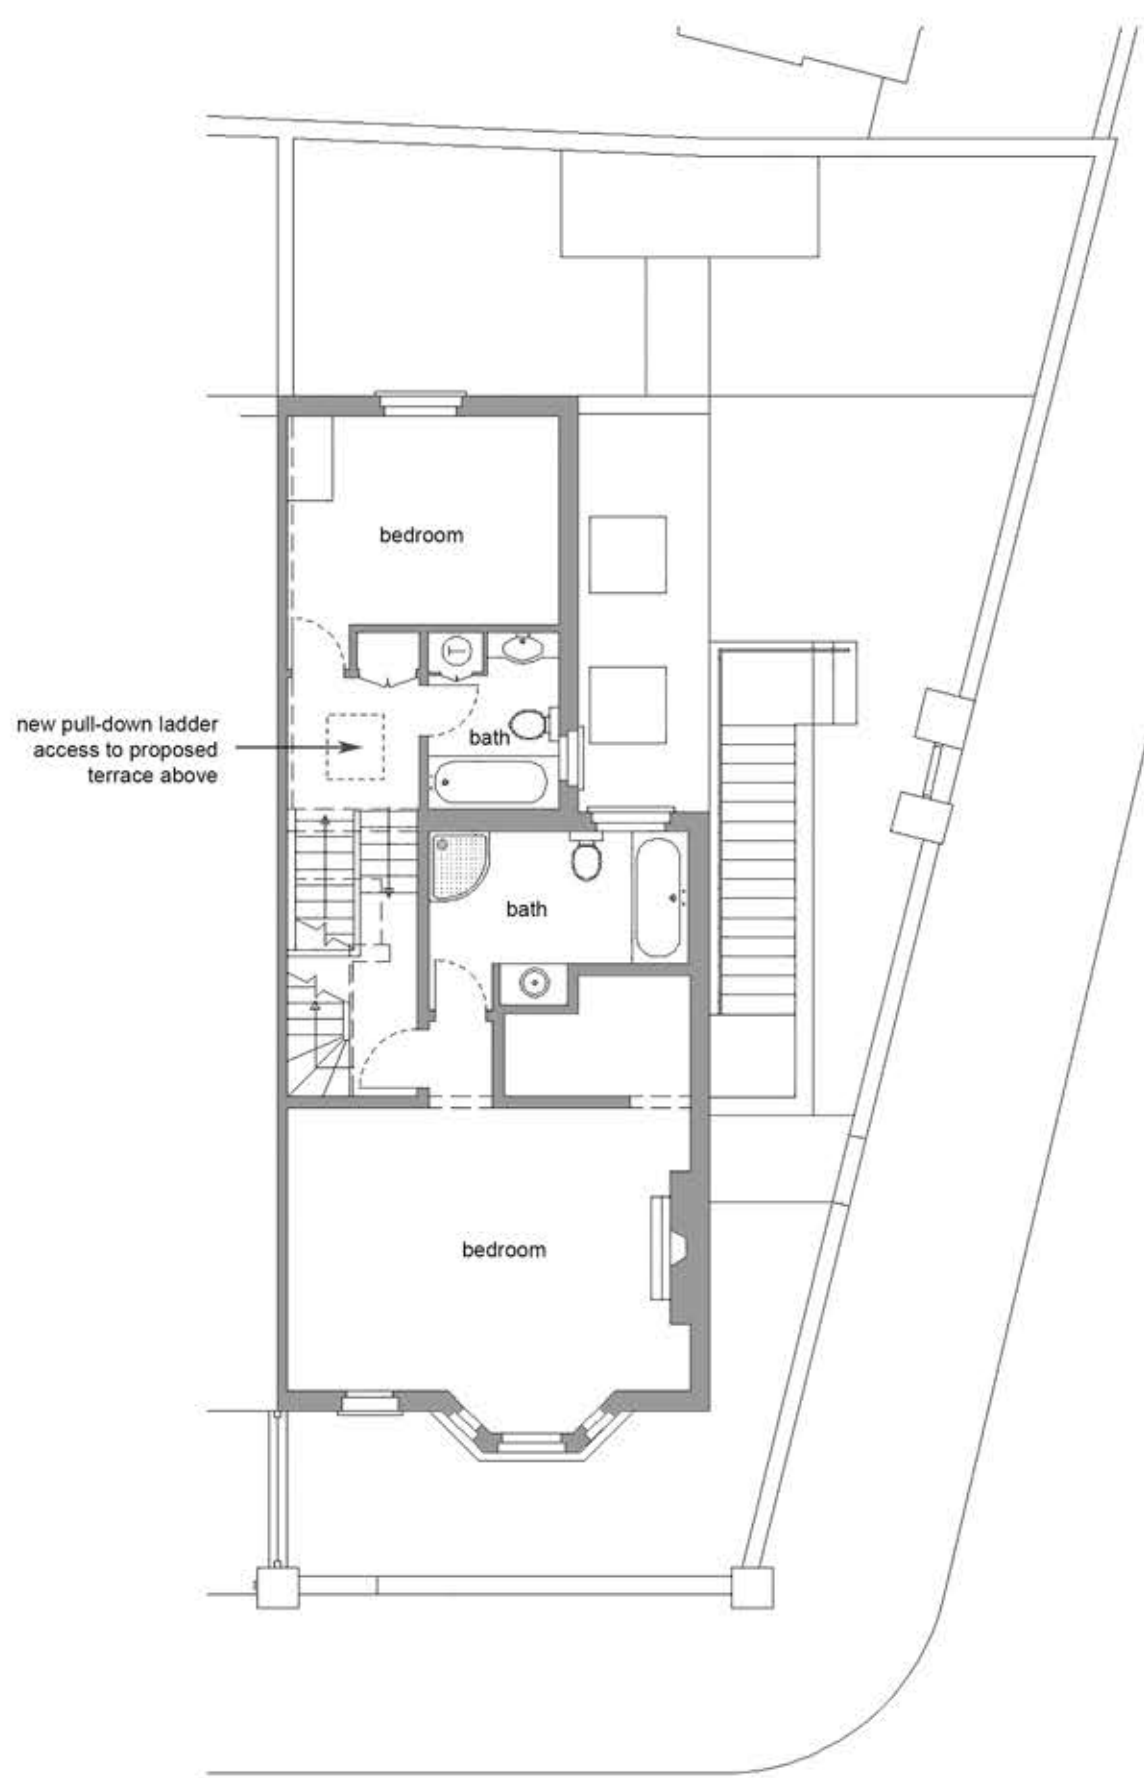 bedroom
new pull-down ladder
access to proposed
terrace above
bath
bath
bedroom